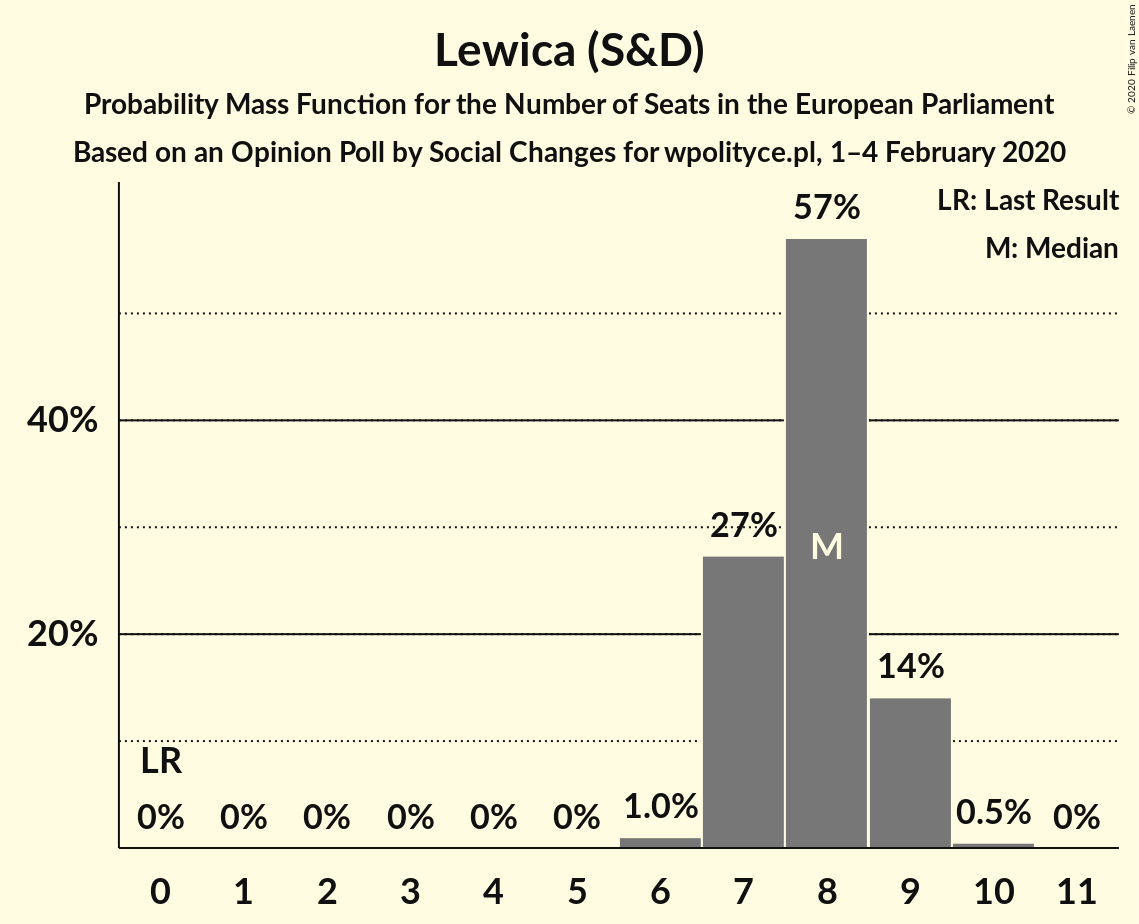 Lewica (S&D)
Probability Mass Function for the Number of Seats in the European Parliament
Based on an Opinion Poll by Social Changes for wpolityce.pl, 1–4 February 2020
© 2020 Filip van Laenen
LR: Last Result
M: Median
57%
40%
27%
M
20%
14%
LR
0% 0% 0% 0% 0% 0% 1.0% 0.5% 0%
0 1 2 3 4 5 6 7 8 9 10 11